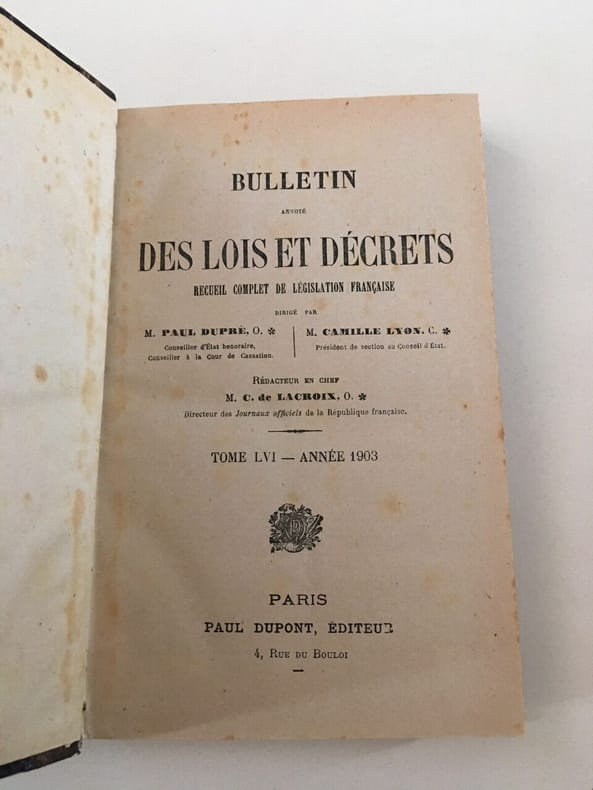 BULLETIN
ANNOTÉ
DES LOIS ET DÉCRETS
RECUEIL COMPLET DE LÉGISLATION FRANÇAISE
DIRIGÉ PAR
M. PAUL DUPRÉ, O. ✻
Conseiller d'État honoraire,
Conseiller à la Cour de Cassation.
M. CAMILLE LYON, C. ✻
Président de section au Conseil d'État.
RÉDACTEUR EN CHEF
M. C. de LACROIX, O. ✻
Directeur des Journaux officiels de la République française.
TOME LVI — ANNÉE 1903
PD
PARIS
PAUL DUPONT, ÉDITEUR
4, RUE DU BOULOI